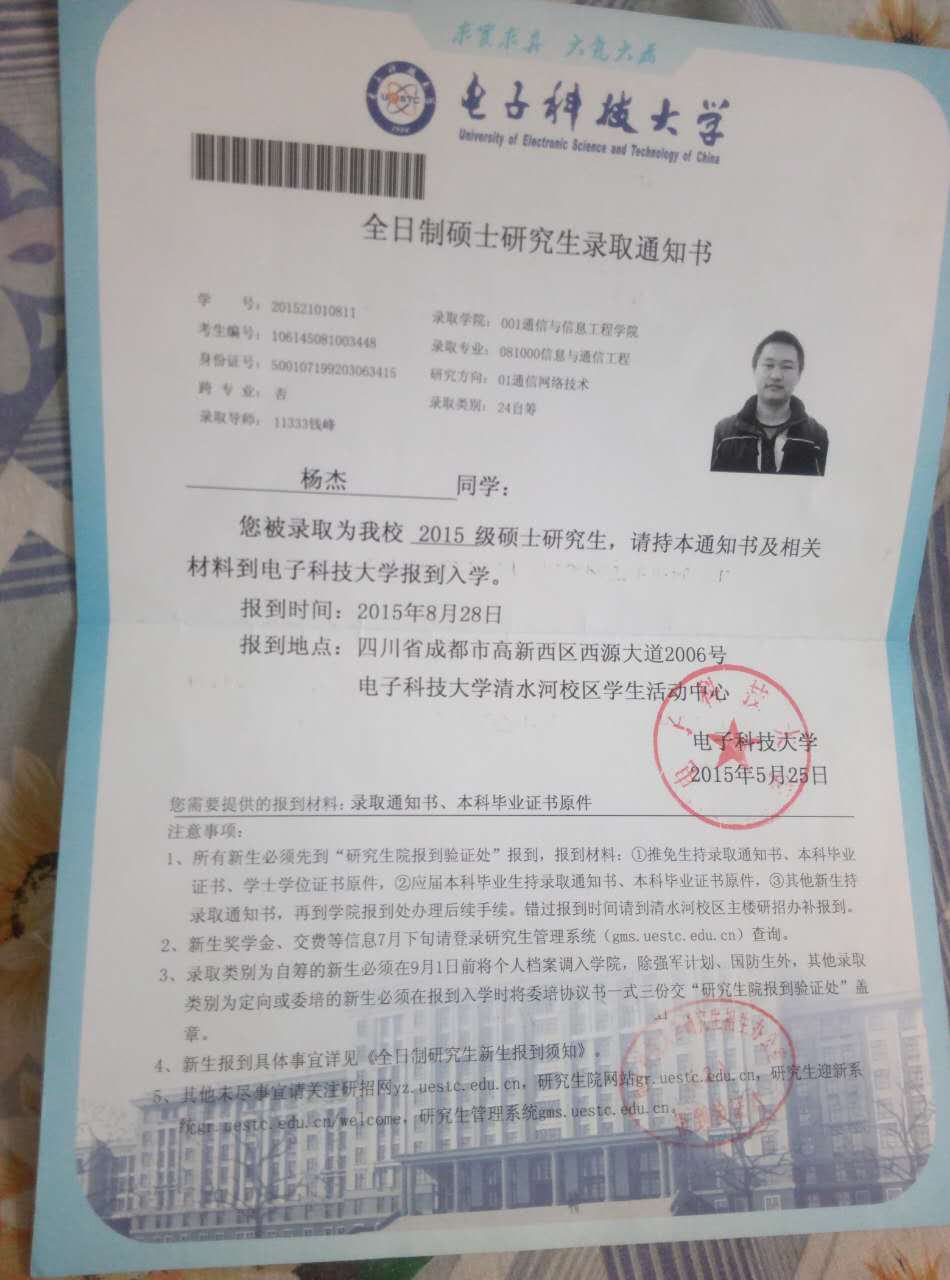 求实求真 大气大为
电子科技大学
University of Electronic Science and Technology of China
全日制硕士研究生录取通知书
学 号：201521010811
录取学院：001通信与信息工程学院
考生编号：106145081003448
录取专业：081000信息与通信工程
身份证号：500107199203063415
研究方向：01通信网络技术
跨 专 业：否
录取类别：24自筹
录取导师：11333钱峰
杨杰 同学：
您被录取为我校 2015 级硕士研究生，请持本通知书及相关
材料到电子科技大学报到入学。
报到时间：2015年8月28日
报到地点：四川省成都市高新西区西源大道2006号
电子科技大学清水河校区学生活动中心
电子科技大学
2015年5月25日
您需要提供的报到材料：录取通知书、本科毕业证书原件
注意事项：
1、所有新生必须先到“研究生院报到验证处”报到，报到材料：①推免生持录取通知书、本科毕业
证书、学士学位证书原件，②应届本科毕业生持录取通知书、本科毕业证书原件，③其他新生持
录取通知书，再到学院报到处办理后续手续。错过报到时间请到清水河校区主楼研招办补报到。
2、新生奖学金、交费等信息7月下旬请登录研究生管理系统（gms.uestc.edu.cn）查询。
3、录取类别为自筹的新生必须在9月1日前将个人档案调入学院，除强军计划、国防生外，其他录取
类别为定向或委培的新生必须在报到入学时将委培协议书一式三份交“研究生院报到验证处”盖
章。
4、新生报到具体事宜详见《全日制研究生新生报到须知》。
5、其他未尽事宜请关注研招网yz.uestc.edu.cn，研究生院网站gr.uestc.edu.cn，研究生迎新系
统gr.uestc.edu.cn/welcome，研究生管理系统gms.uestc.edu.cn。